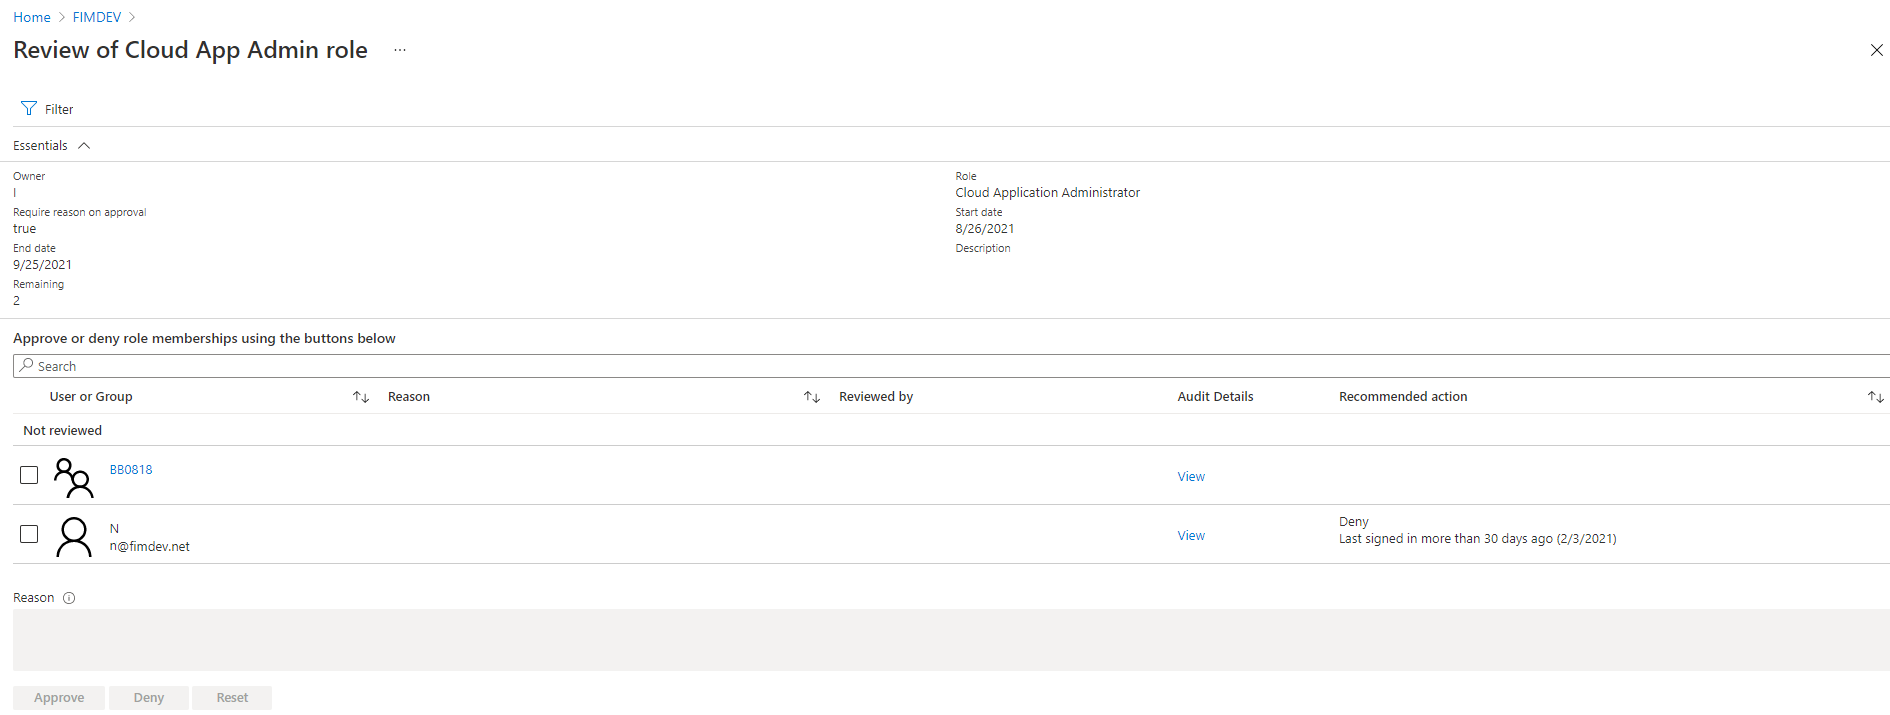 Home > FIMDEV >
Review of Cloud App Admin role ...
Filter
Essentials
Owner
I
Require reason on approval
true
End date
9/25/2021
Remaining
2
Role
Cloud Application Administrator
Start date
8/26/2021
Description
Approve or deny role memberships using the buttons below
Search
User or Group Reason Reviewed by Audit Details Recommended action
Not reviewed
BB0818 View
N
n@fimdev.net
View
Deny
Last signed in more than 30 days ago (2/3/2021)
Reason
Approve Deny Reset